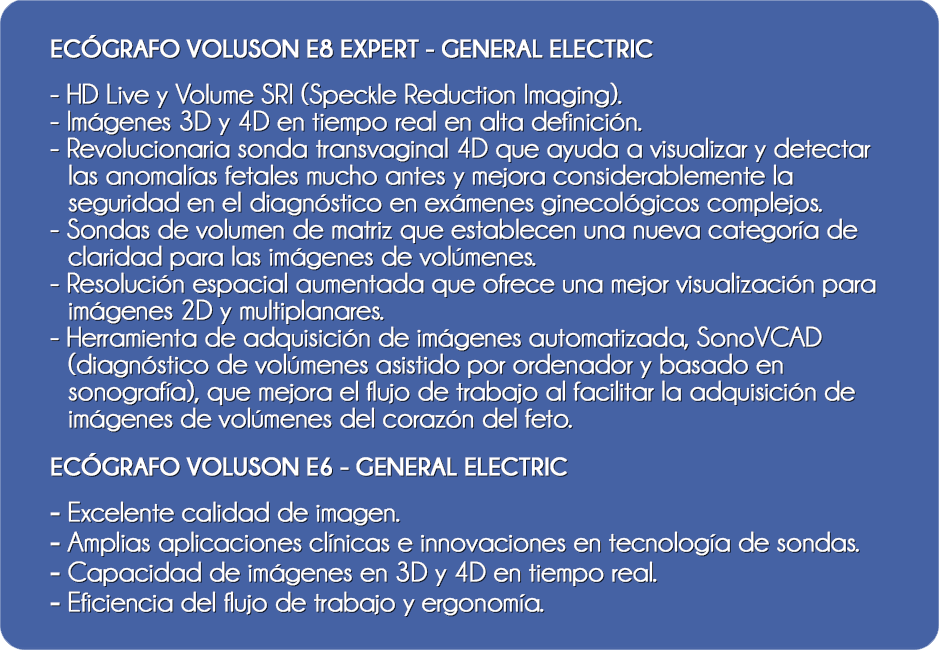 ECÓGRAFO VOLUSON E8 EXPERT - GENERAL ELECTRIC
- HD Live y Volume SRI (Speckle Reduction Imaging).
- Imágenes 3D y 4D en tiempo real en alta definición.
- Revolucionaria sonda transvaginal 4D que ayuda a visualizar y detectar
las anomalías fetales mucho antes y mejora considerablemente la
seguridad en el diagnóstico en exámenes ginecológicos complejos.
- Sondas de volumen de matriz que establecen una nueva categoría de
claridad para las imágenes de volúmenes.
- Resolución espacial aumentada que ofrece una mejor visualización para
imágenes 2D y multiplanares.
- Herramienta de adquisición de imágenes automatizada, SonoVCAD
(diagnóstico de volúmenes asistido por ordenador y basado en
sonografía), que mejora el flujo de trabajo al facilitar la adquisición de
imágenes de volúmenes del corazón del feto.
ECÓGRAFO VOLUSON E6 - GENERAL ELECTRIC
- Excelente calidad de imagen.
- Amplias aplicaciones clínicas e innovaciones en tecnología de sondas.
- Capacidad de imágenes en 3D y 4D en tiempo real.
- Eficiencia del flujo de trabajo y ergonomía.